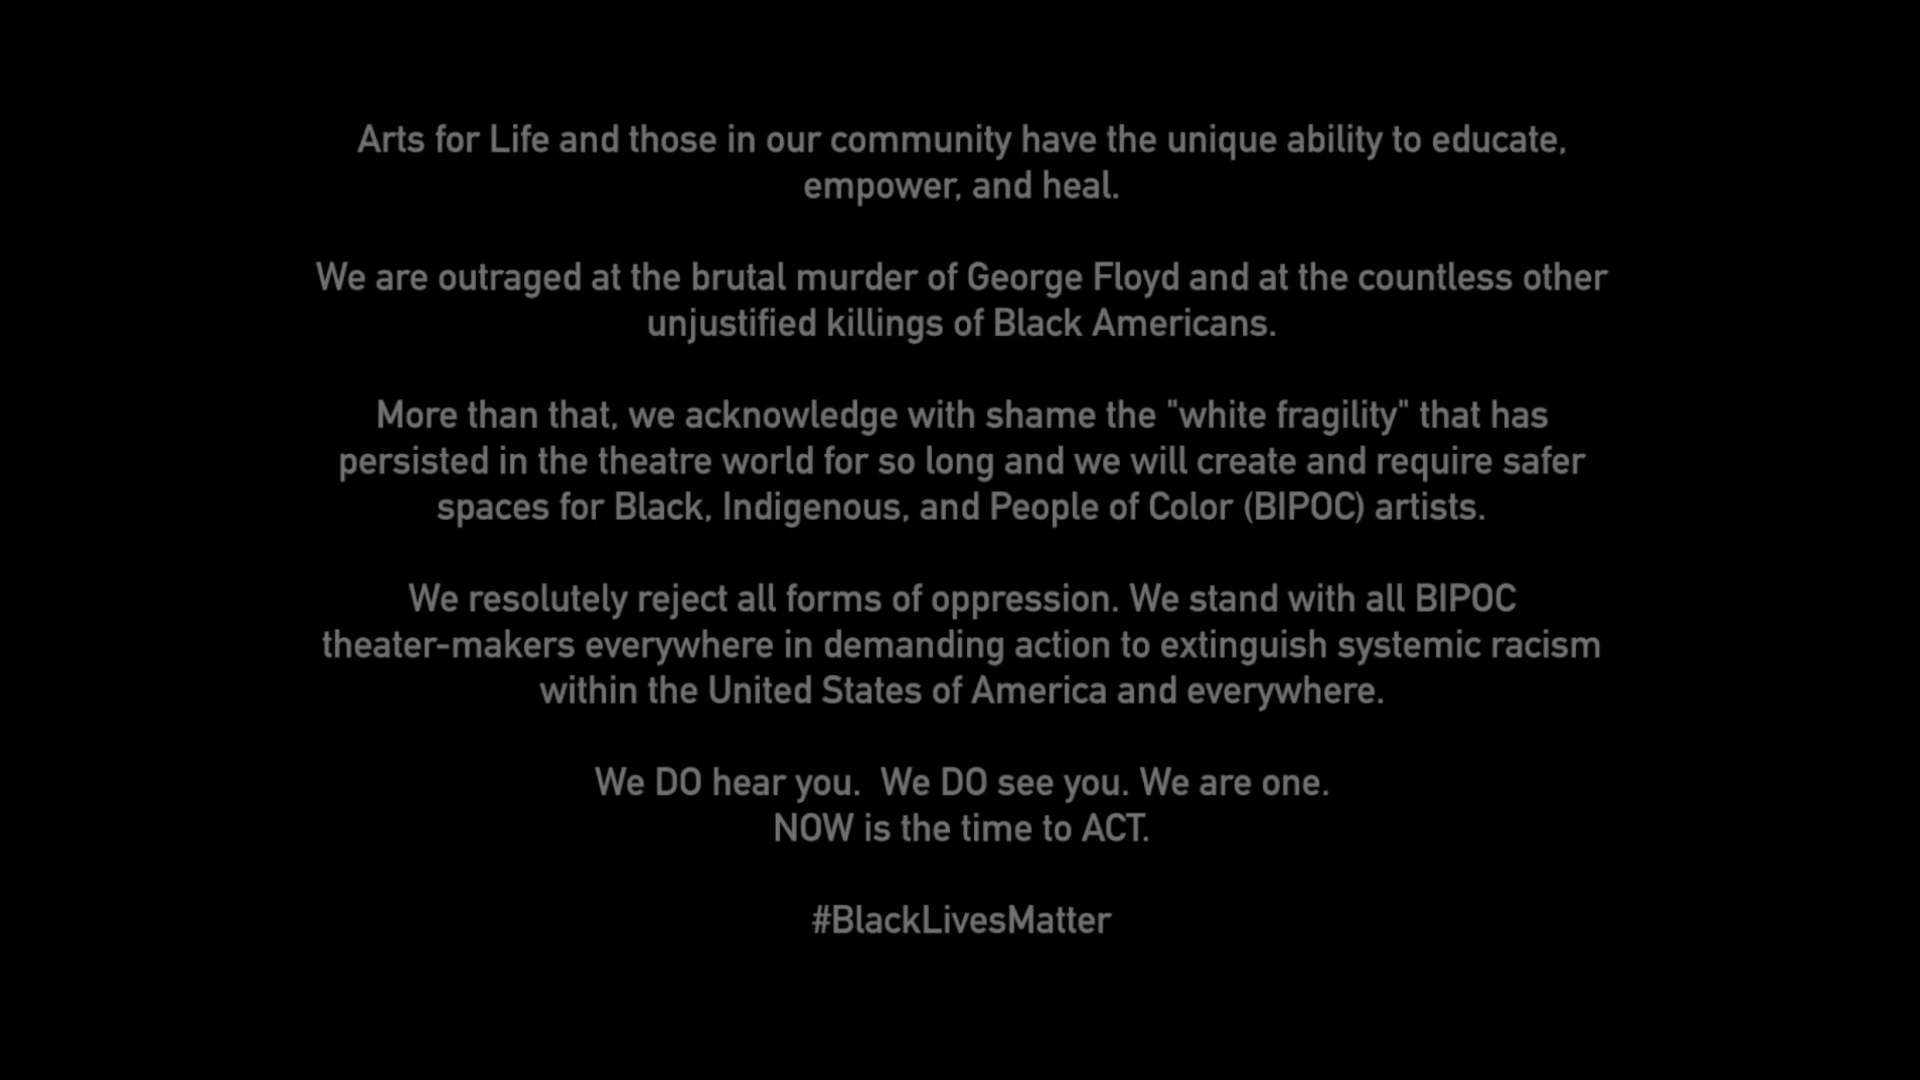 Arts for Life and those in our community have the unique ability to educate,
empower, and heal.
We are outraged at the brutal murder of George Floyd and at the countless other
unjustified killings of Black Americans.
More than that, we acknowledge with shame the "white fragility" that has
persisted in the theatre world for so long and we will create and require safer
spaces for Black, Indigenous, and People of Color (BIPOC) artists.
We resolutely reject all forms of oppression. We stand with all BIPOC
theater-makers everywhere in demanding action to extinguish systemic racism
within the United States of America and everywhere.
We DO hear you.  We DO see you. We are one.
NOW is the time to ACT.
#BlackLivesMatter